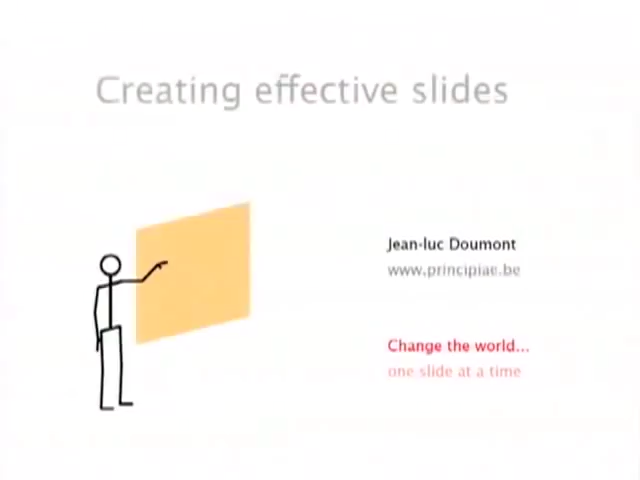 Creating effective slides
Jean-luc Doumont
www.principiae.be
Change the world...
one slide at a time